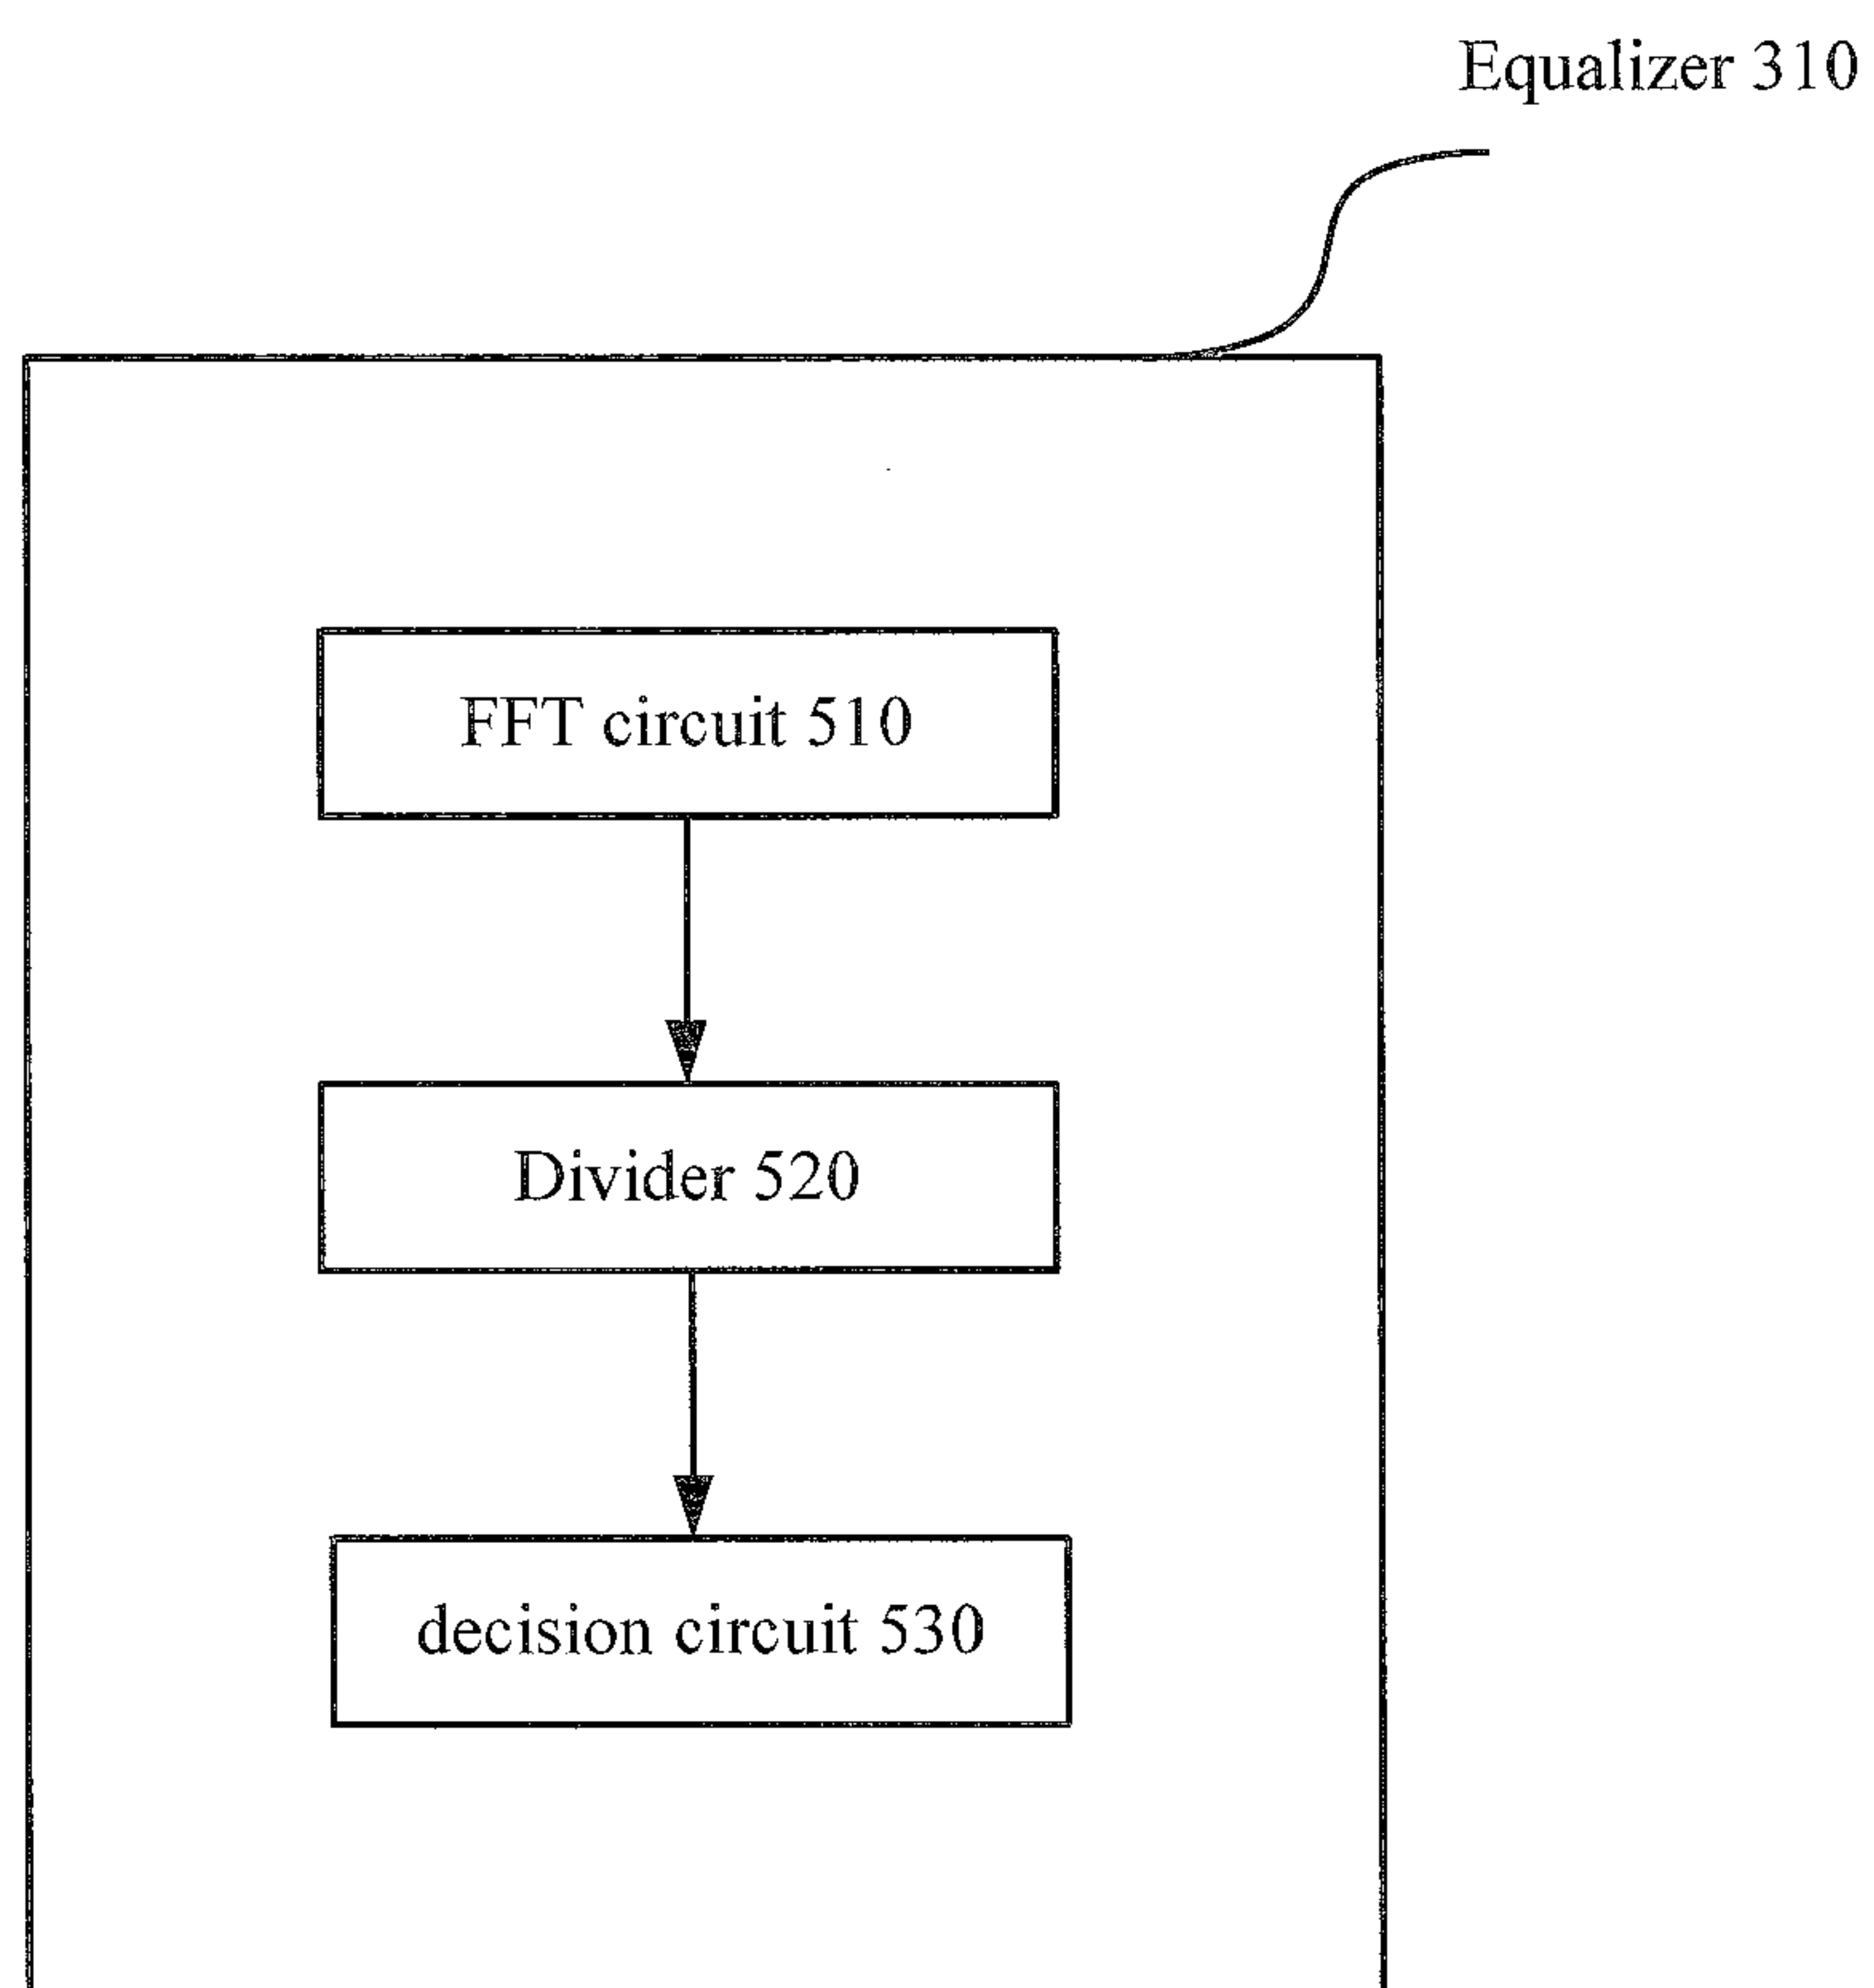 Equalizer 310
FFT circuit 510
Divider 520
decision circuit 530